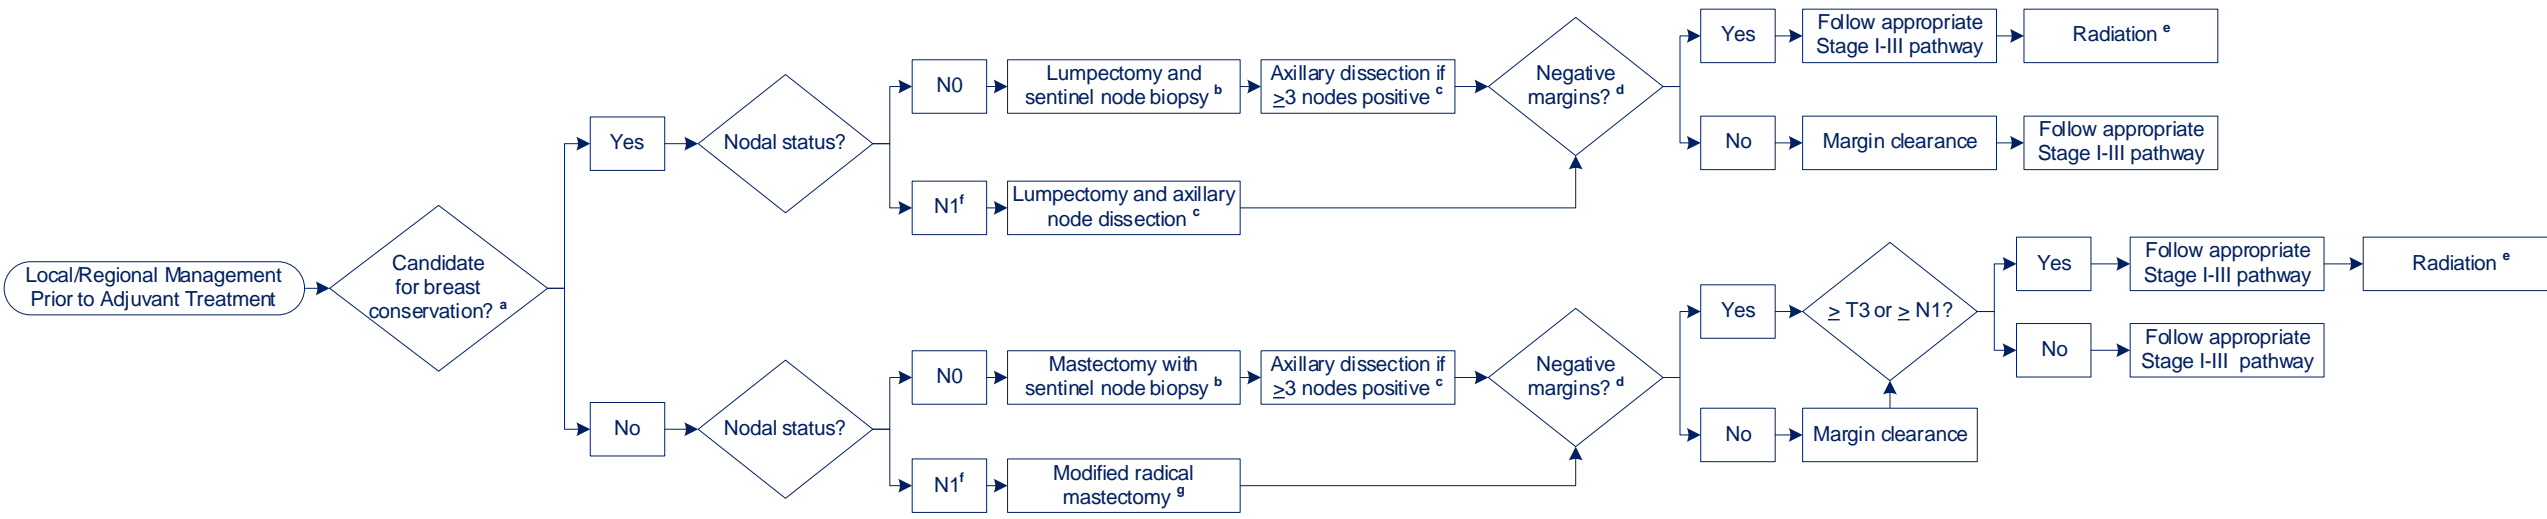 Local/Regional Management
Prior to Adjuvant Treatment
Candidate
for breast
conservation? a
Yes
Nodal status?
N0
Lumpectomy and
sentinel node biopsy b
Axillary dissection if
≥3 nodes positive c
N1f
Lumpectomy and axillary
node dissection c
Negative
margins? d
Yes
Follow appropriate
Stage I-III pathway
Radiation e
No
Margin clearance
Follow appropriate
Stage I-III pathway
No
Nodal status?
N0
Mastectomy with
sentinel node biopsy b
Axillary dissection if
≥3 nodes positive c
N1f
Modified radical
mastectomy g
Negative
margins? d
Yes
≥ T3 or ≥ N1?
Yes
Follow appropriate
Stage I-III pathway
Radiation e
No
Follow appropriate
Stage I-III pathway
No
Margin clearance